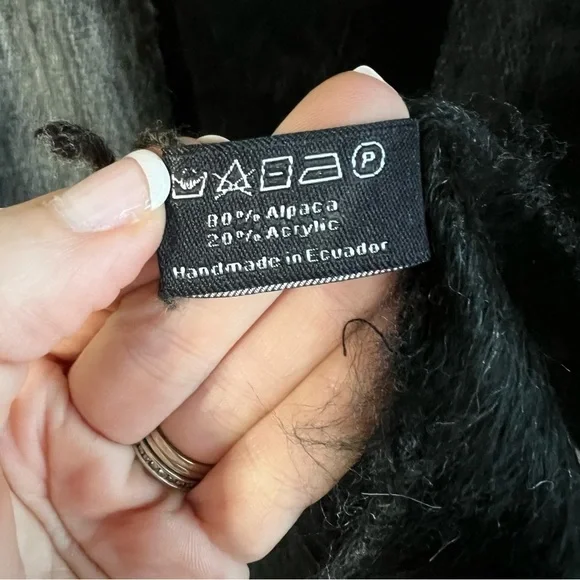 P
80% Alpaca
20% Acrylic
Handmade in Ecuador